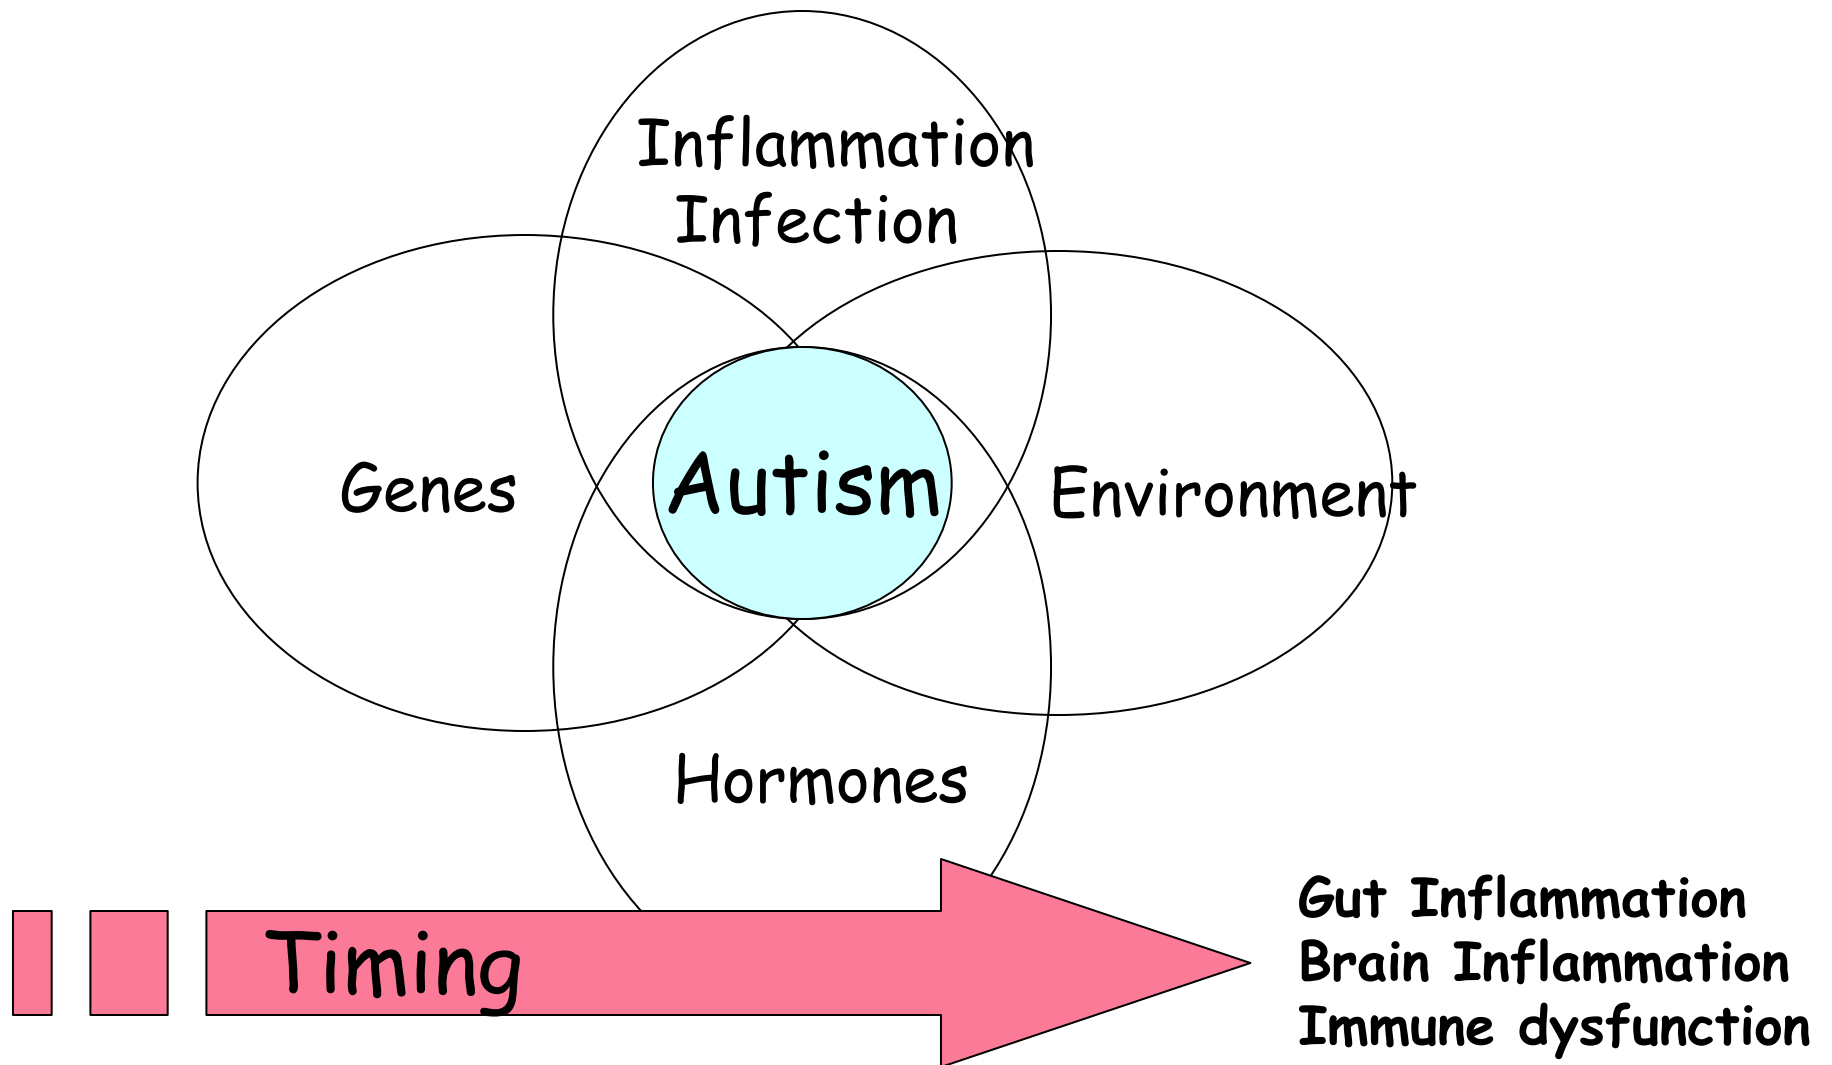 Inflammation
Infection
Genes
Autism
Environment
Hormones
Timing
Gut Inflammation
Brain Inflammation
Immune dysfunction